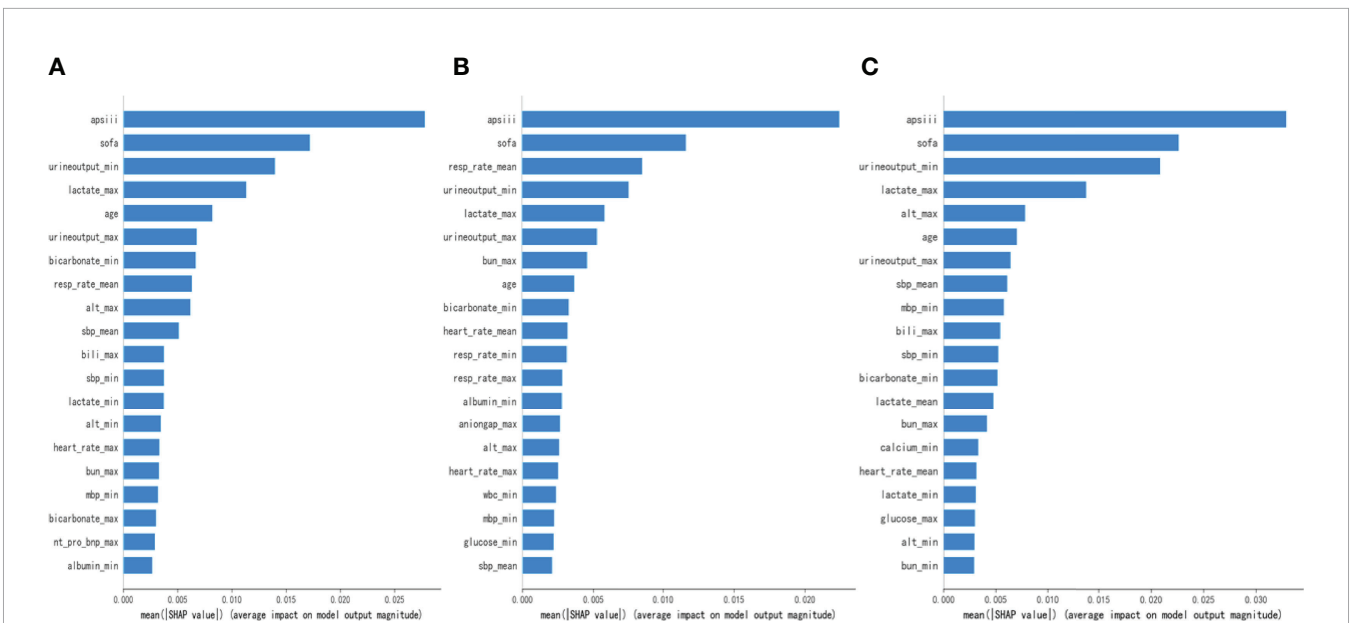 A
apsiii
sofa
urineoutput_min
lactate_max
age
urineoutput_max
bicarbonate_min
resp_rate_mean
alt_max
sbp_mean
bili_max
sbp_min
lactate_min
alt_min
heart_rate_max
bun_max
mbp_min
bicarbonate_max
nt_pro_bnp_max
albumin_min
0.000 0.005 0.010 0.015 0.020 0.025
mean(|SHAP value|) (average impact on model output magnitude)
B
apsiii
sofa
resp_rate_mean
urineoutput_min
lactate_max
urineoutput_max
bun_max
age
bicarbonate_min
heart_rate_mean
resp_rate_min
resp_rate_max
albumin_min
aniongap_max
alt_max
heart_rate_max
wbc_min
mbp_min
glucose_min
sbp_mean
0.000 0.005 0.010 0.015 0.020
mean(|SHAP value|) (average impact on model output magnitude)
C
apsiii
sofa
urineoutput_min
lactate_max
alt_max
age
urineoutput_max
sbp_mean
mbp_min
bili_max
sbp_min
bicarbonate_min
lactate_mean
bun_max
calcium_min
heart_rate_mean
lactate_min
glucose_max
alt_min
bun_min
0.000 0.005 0.010 0.015 0.020 0.025 0.030
mean(|SHAP value|) (average impact on model output magnitude)